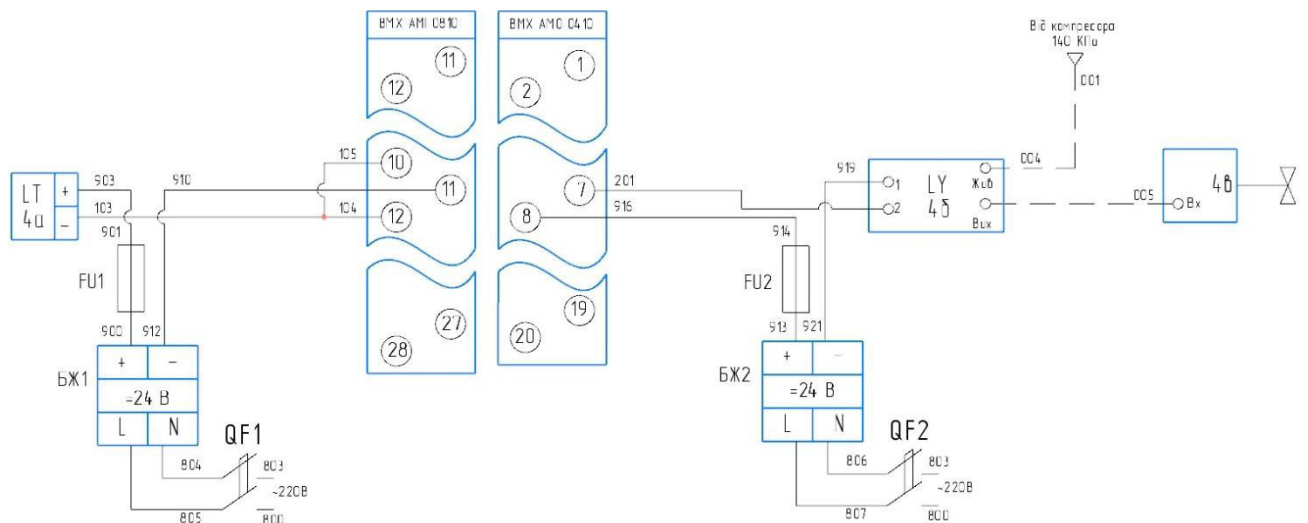 BMX AMI 0810
BMX AMO 0410
11
12
1
2
Від компресора
140 КПа
001
903
910
105
10
11
201
7
919
1
LY
4б
Жив
004
4в
LT
4а
+
−
103
104
12
8
916
2
Вих
005
Вх
901
FU1
914
FU2
900
912
27
28
19
20
913
921
БЖ1
+
−
=24 В
L
N
БЖ2
+
−
=24 В
L
N
QF1
QF2
804
803
~220В
805
800
806
803
~220В
807
800